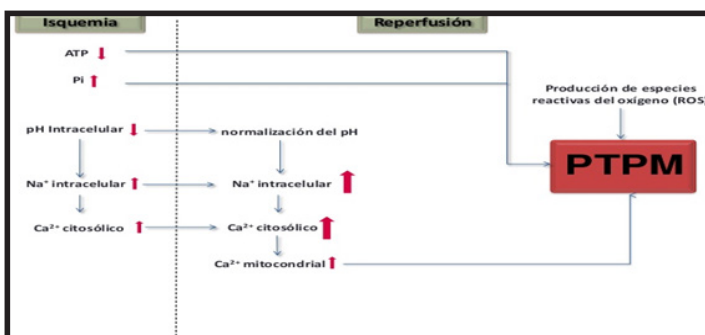 Isquemia
Reperfusión
ATP
Pi
Producción de especies
reactivas del oxígeno (ROS)
pH Intracelular
normalización del pH
PTPM
Na⁺ intracelular
Na⁺ intracelular
Ca²⁺ citosólico
Ca²⁺ citosólico
Ca²⁺ mitocondrial